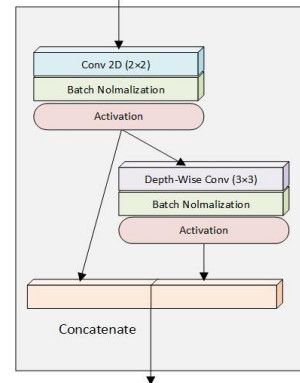 Conv 2D (2×2)
Batch Nolmalization
Activation
Depth-Wise Conv (3×3)
Batch Nolmalization
Activation
Concatenate